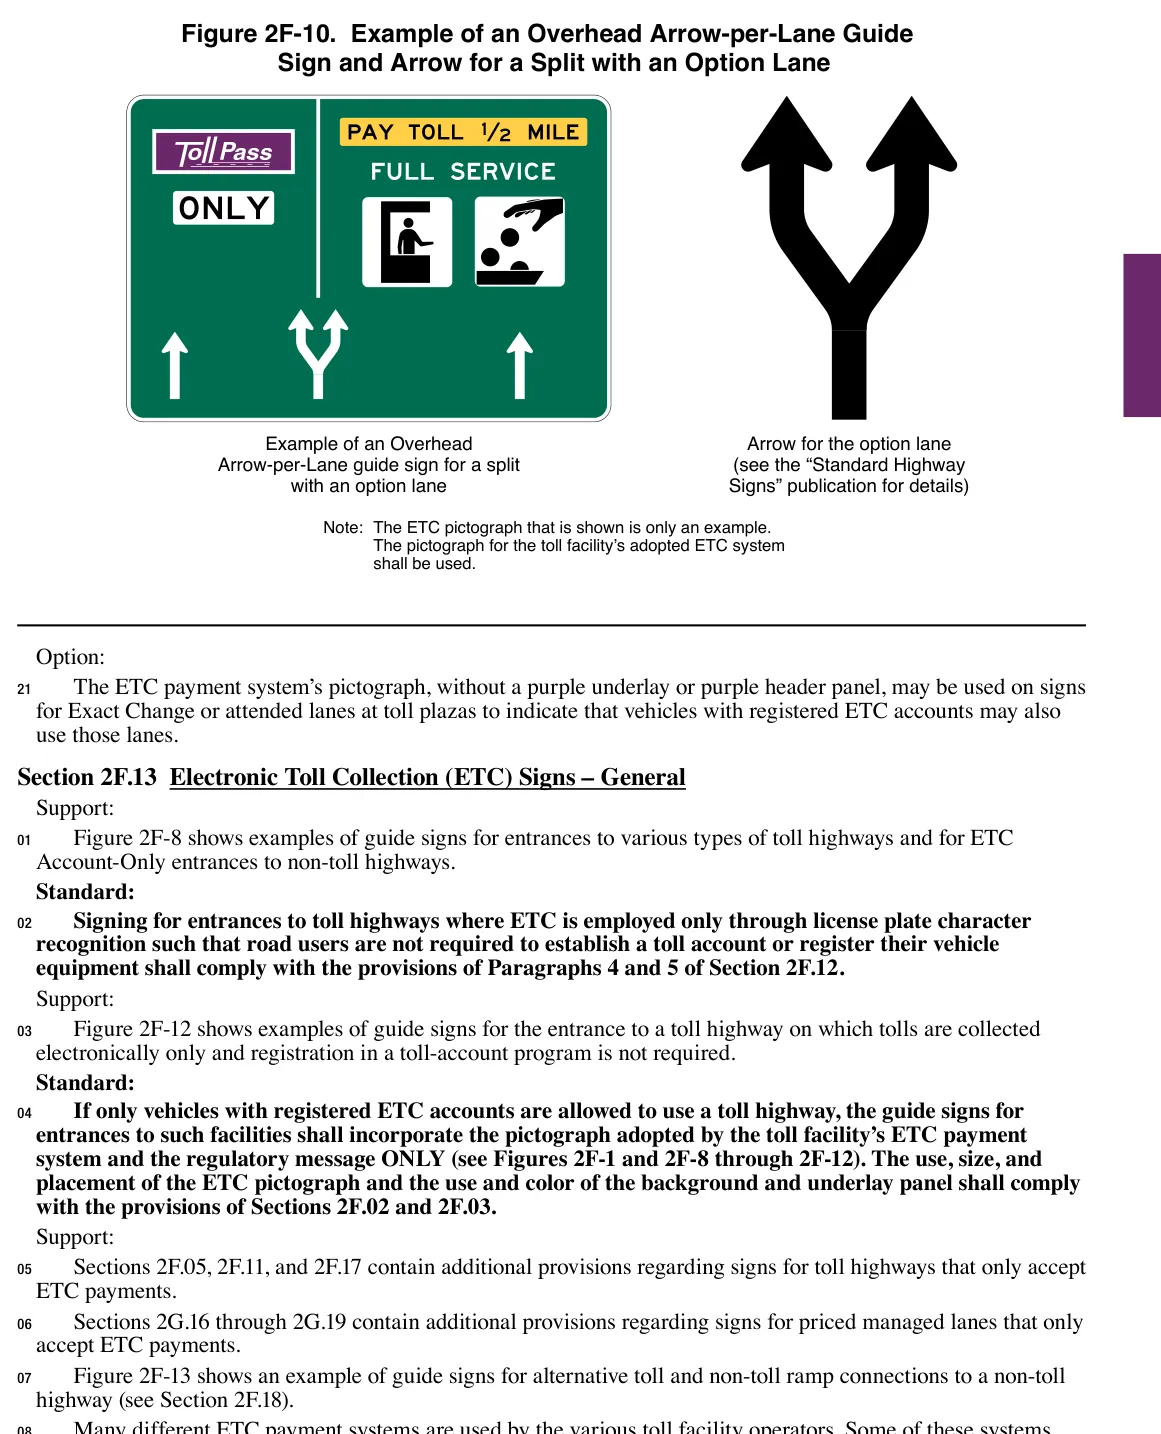 Figure 2F-10.  Example of an Overhead Arrow-per-Lane Guide
Sign and Arrow for a Split with an Option Lane
Toll Pass
ONLY
PAY TOLL 1/2 MILE
FULL SERVICE
Example of an Overhead
Arrow-per-Lane guide sign for a split
with an option lane
Arrow for the option lane
(see the “Standard Highway
Signs” publication for details)
Note:  The ETC pictograph that is shown is only an example.
The pictograph for the toll facility’s adopted ETC system
shall be used.
Option:
21 The ETC payment system’s pictograph, without a purple underlay or purple header panel, may be used on signs
for Exact Change or attended lanes at toll plazas to indicate that vehicles with registered ETC accounts may also
use those lanes.
Section 2F.13  Electronic Toll Collection (ETC) Signs – General
Support:
01 Figure 2F-8 shows examples of guide signs for entrances to various types of toll highways and for ETC
Account-Only entrances to non-toll highways.
Standard:
02 Signing for entrances to toll highways where ETC is employed only through license plate character
recognition such that road users are not required to establish a toll account or register their vehicle
equipment shall comply with the provisions of Paragraphs 4 and 5 of Section 2F.12.
Support:
03 Figure 2F-12 shows examples of guide signs for the entrance to a toll highway on which tolls are collected
electronically only and registration in a toll-account program is not required.
Standard:
04 If only vehicles with registered ETC accounts are allowed to use a toll highway, the guide signs for
entrances to such facilities shall incorporate the pictograph adopted by the toll facility’s ETC payment
system and the regulatory message ONLY (see Figures 2F-1 and 2F-8 through 2F-12). The use, size, and
placement of the ETC pictograph and the use and color of the background and underlay panel shall comply
with the provisions of Sections 2F.02 and 2F.03.
Support:
05 Sections 2F.05, 2F.11, and 2F.17 contain additional provisions regarding signs for toll highways that only accept
ETC payments.
06 Sections 2G.16 through 2G.19 contain additional provisions regarding signs for priced managed lanes that only
accept ETC payments.
07 Figure 2F-13 shows an example of guide signs for alternative toll and non-toll ramp connections to a non-toll
highway (see Section 2F.18).
08 Many different ETC payment systems are used by the various toll facility operators. Some of these systems